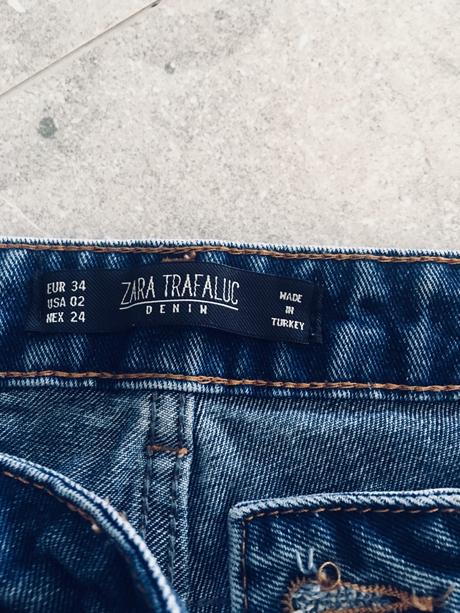 EUR 34
USA 02
MEX 24
ZARA TRAFALUC
DENIM
MADE
IN
TURKEY